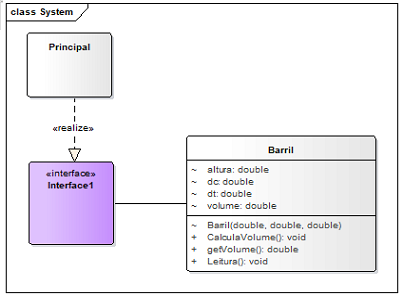 class System
Principal
«realize»
«interface»
Interface1
Barril
~ altura: double
~ dc: double
~ dt: double
~ volume: double
~ Barril(double, double, double)
+ CalculaVolume(): void
+ getVolume(): double
+ Leitura(): void